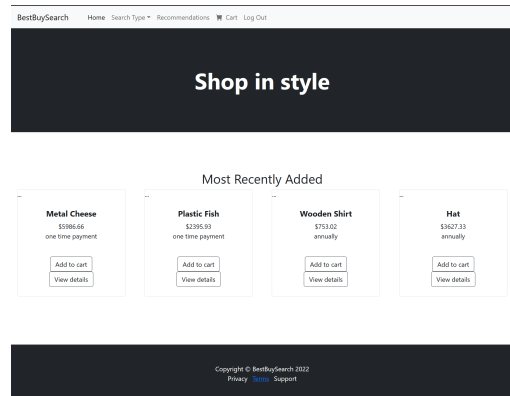 BestBuySearch Home Search Type Recommendations Cart Log Out
Shop in style
Most Recently Added
...
Metal Cheese
$5986.66
one time payment
Add to cart
View details
...
Plastic Fish
$2395.93
one time payment
Add to cart
View details
...
Wooden Shirt
$753.02
annually
Add to cart
View details
...
Hat
$3627.33
annually
Add to cart
View details
Copyright © BestBuySearch 2022
Privacy Terms Support